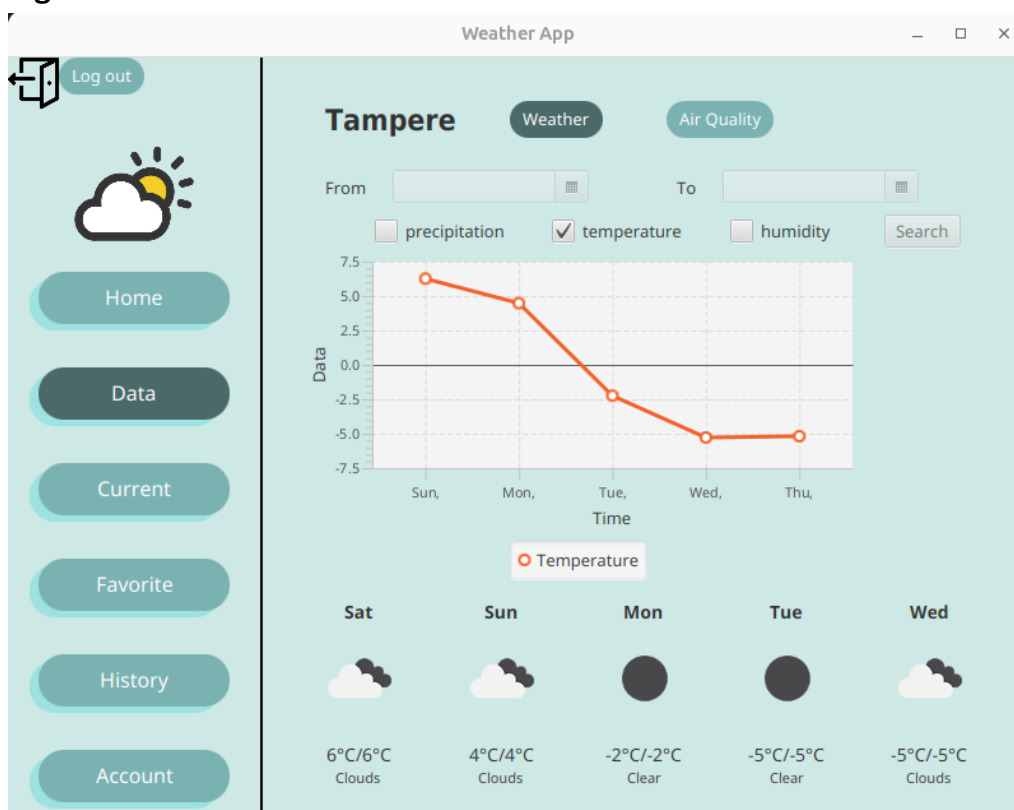 Weather App
Log out
Tampere Weather Air Quality
From To
precipitation temperature humidity Search
7.5
5.0
2.5
0.0
-2.5
-5.0
-7.5
Data
Sun, Mon, Tue, Wed, Thu,
Time
Temperature
Home
Data
Current
Favorite
History
Account
Sat Sun Mon Tue Wed
6°C/6°C 4°C/4°C -2°C/-2°C -5°C/-5°C -5°C/-5°C
Clouds Clouds Clear Clear Clouds